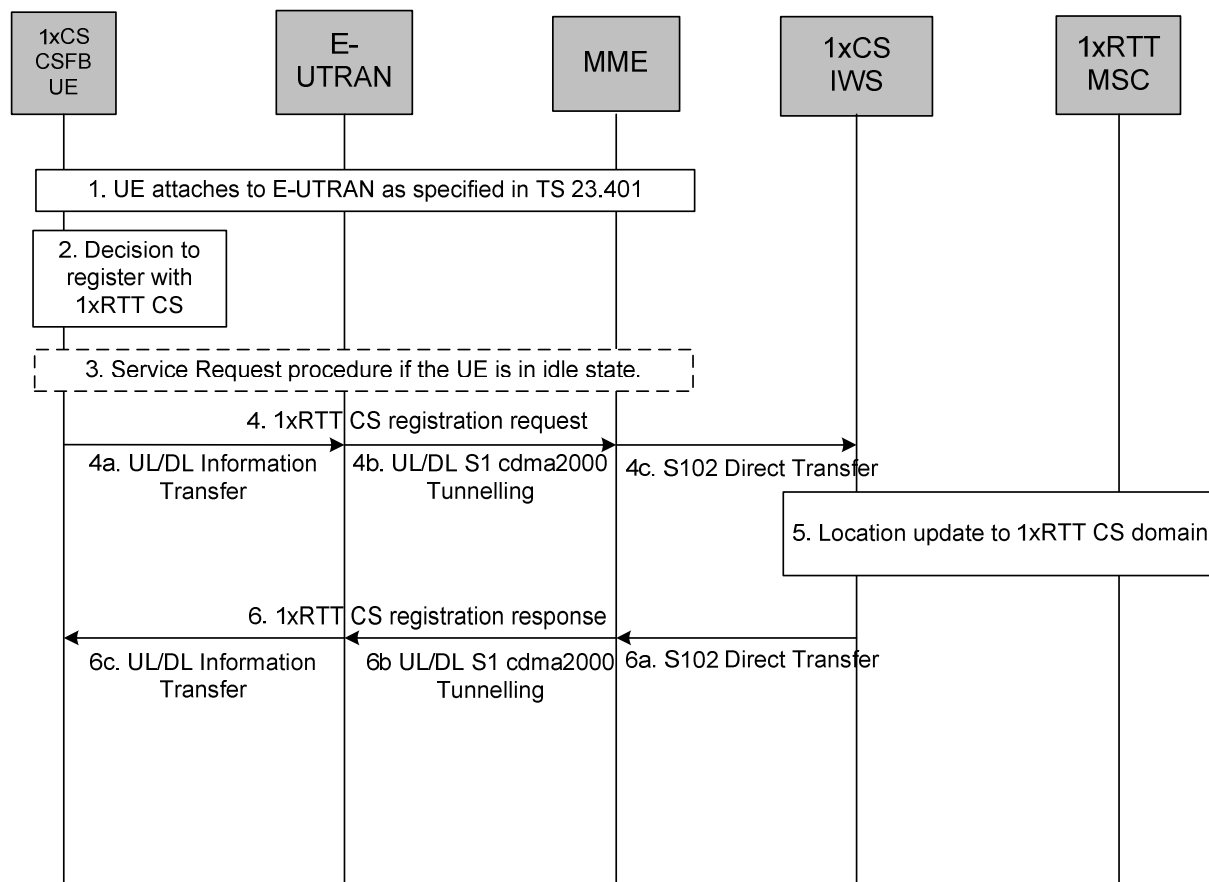 1xCS
CSFB
UE
E-
UTRAN
MME
1xCS
IWS
1xRTT
MSC
1. UE attaches to E-UTRAN as specified in TS 23.401
2. Decision to
register with
1xRTT CS
3. Service Request procedure if the UE is in idle state.
4. 1xRTT CS registration request
4a. UL/DL Information
Transfer
4b. UL/DL S1 cdma2000
Tunnelling
4c. S102 Direct Transfer
5. Location update to 1xRTT CS domain
6. 1xRTT CS registration response
6c. UL/DL Information
Transfer
6b UL/DL S1 cdma2000
Tunnelling
6a. S102 Direct Transfer